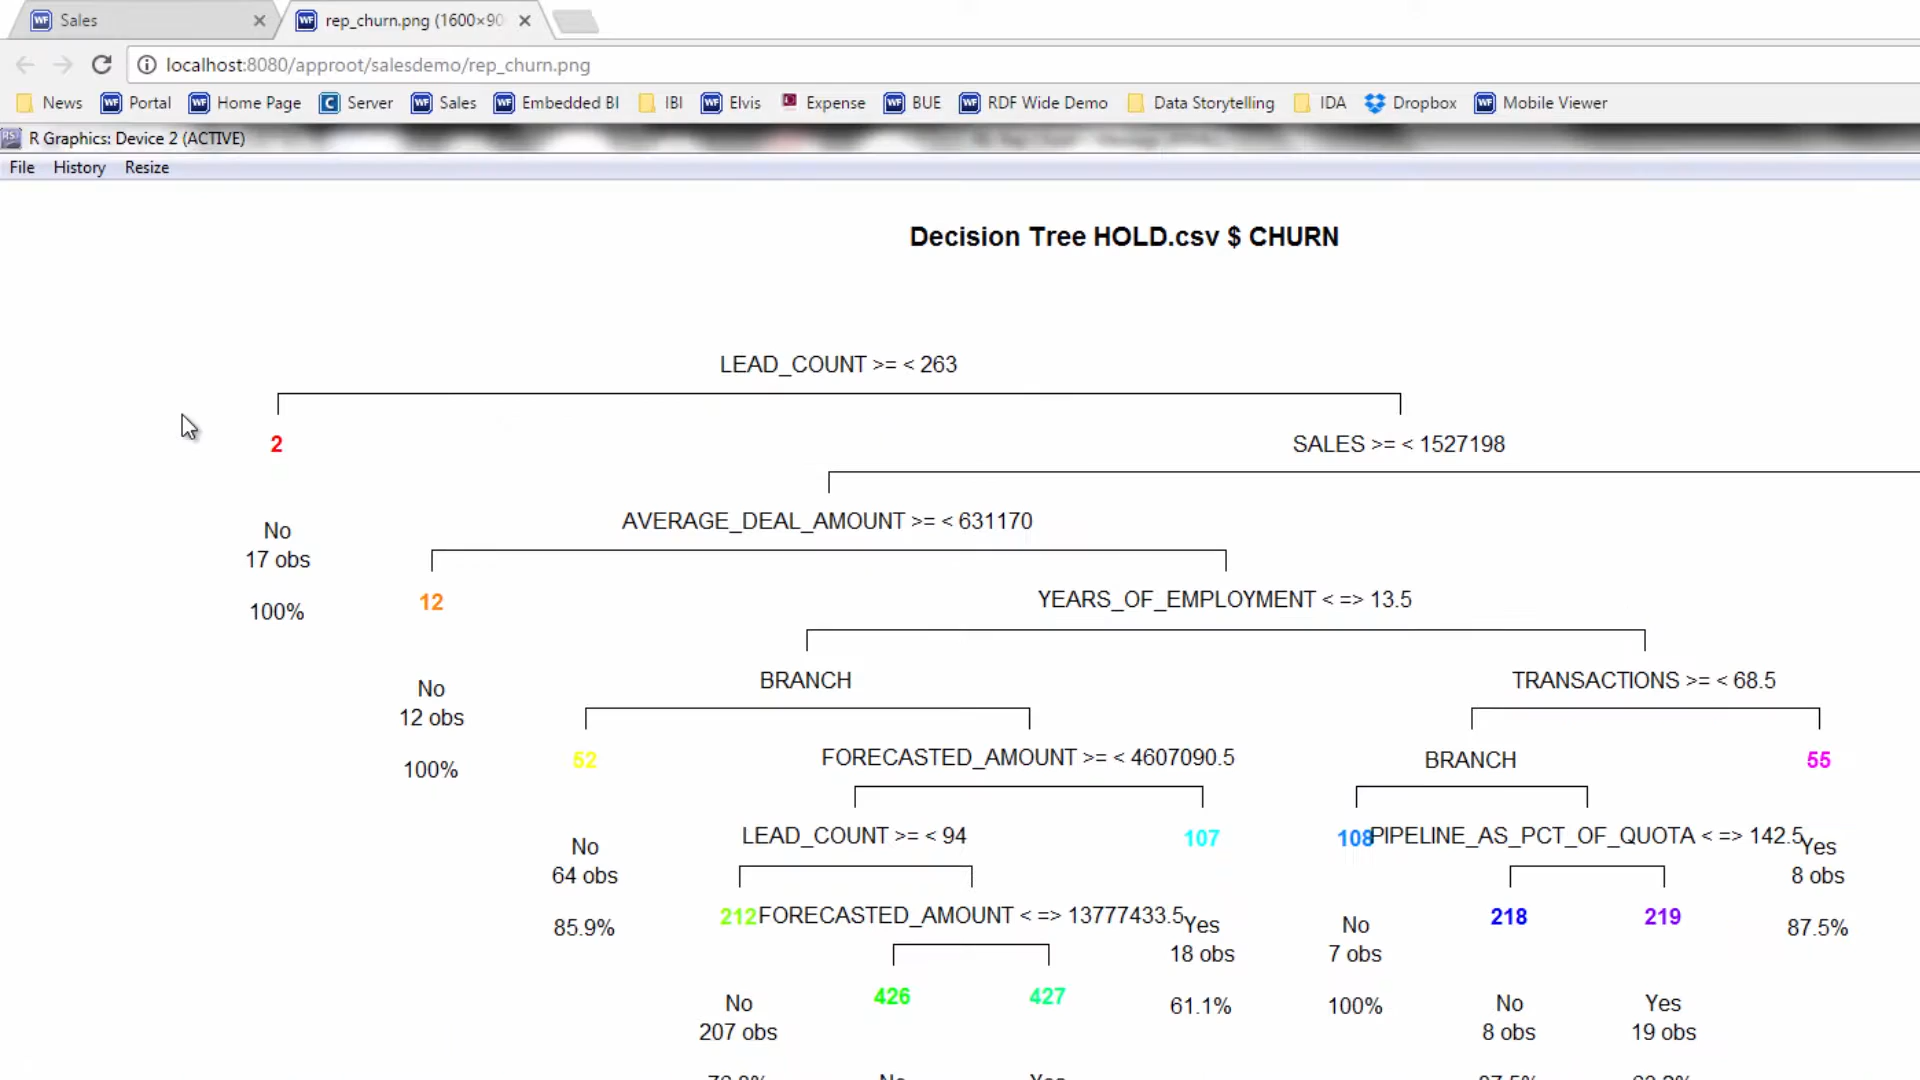 Sales
rep_churn.png (1600×90
localhost:8080/approot/salesdemo/rep_churn.png
News Portal Home Page Server Sales Embedded BI IBI Elvis Expense BUE RDF Wide Demo Data Storytelling IDA Dropbox Mobile Viewer
R Graphics: Device 2 (ACTIVE)
File History Resize
Decision Tree HOLD.csv $ CHURN
LEAD_COUNT >= < 263
2
SALES >= < 1527198
AVERAGE_DEAL_AMOUNT >= < 631170
No
17 obs
100%
12
YEARS_OF_EMPLOYMENT < => 13.5
No
12 obs
100%
BRANCH
TRANSACTIONS >= < 68.5
52
FORECASTED_AMOUNT >= < 4607090.5
BRANCH
55
No
64 obs
85.9%
LEAD_COUNT >= < 94
107
108
PIPELINE_AS_PCT_OF_QUOTA < => 142.5
Yes
8 obs
87.5%
212
FORECASTED_AMOUNT < => 13777433.5
Yes
18 obs
61.1%
No
7 obs
100%
218
219
426
427
No
207 obs
No
8 obs
Yes
19 obs
No
Yes